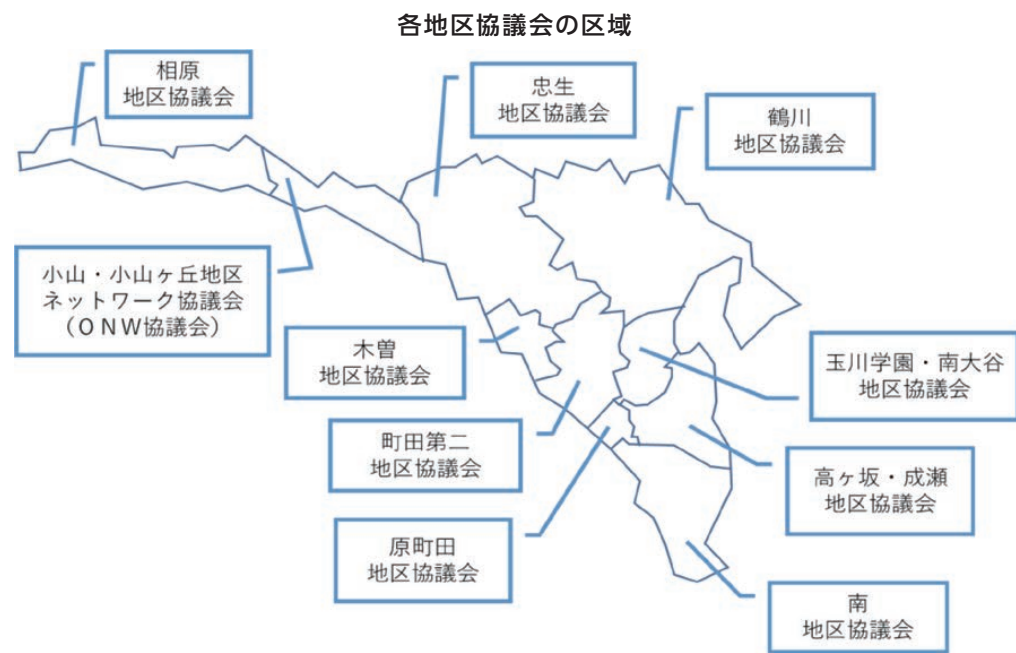 各地区協議会の区域
相原
地区協議会
忠生
地区協議会
鶴川
地区協議会
小山・小山ヶ丘地区
ネットワーク協議会
（ＯＮＷ協議会）
木曽
地区協議会
玉川学園・南大谷
地区協議会
町田第二
地区協議会
高ヶ坂・成瀬
地区協議会
原町田
地区協議会
南
地区協議会